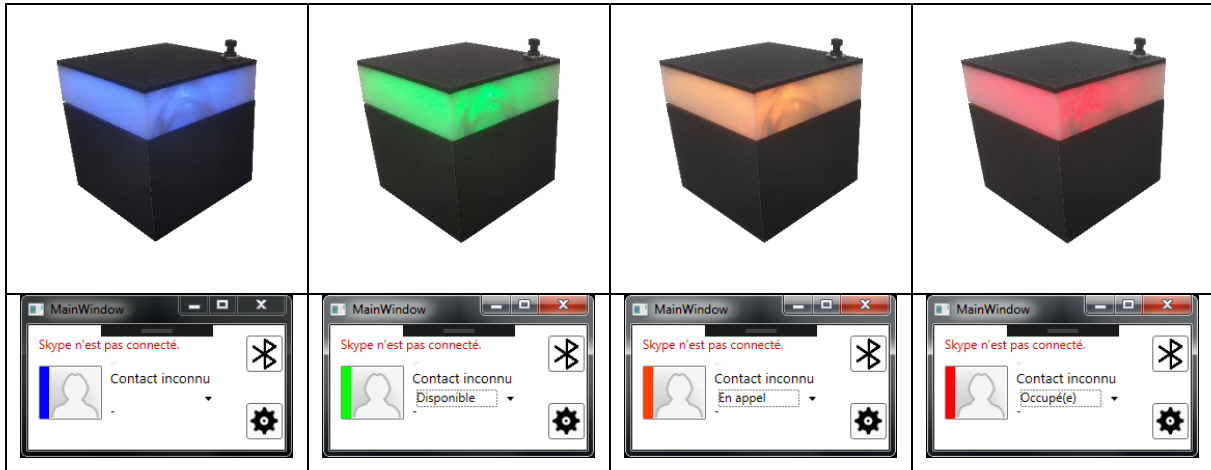 MainWindow
Skype n'est pas connecté.
Contact inconnu
-
MainWindow
Skype n'est pas connecté.
Contact inconnu
Disponible
-
MainWindow
Skype n'est pas connecté.
Contact inconnu
En appel
-
MainWindow
Skype n'est pas connecté.
Contact inconnu
Occupé(e)
-